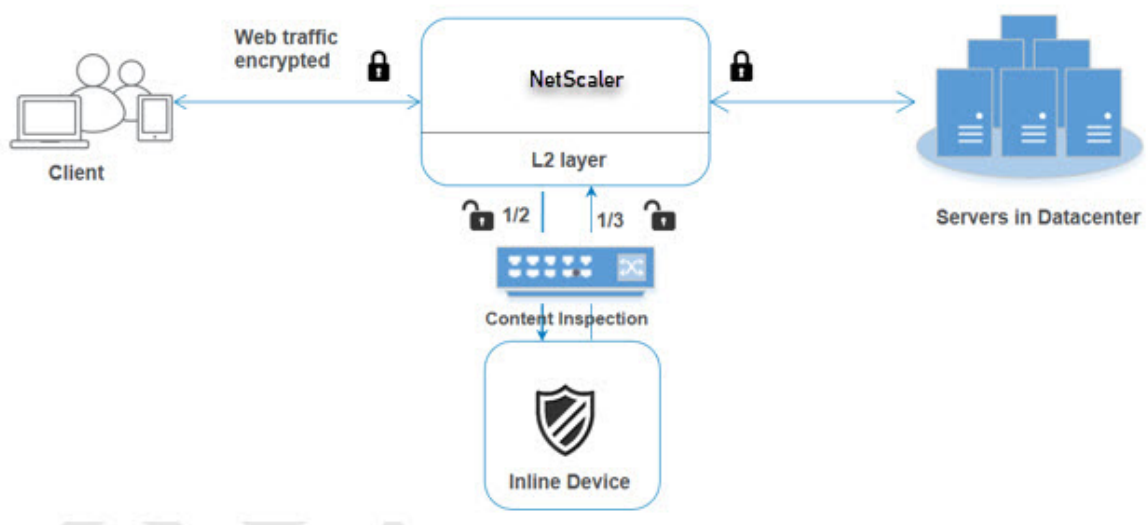 Web traffic
encrypted
NetScaler
L2 layer
Client
1/2
1/3
Servers in Datacenter
Content Inspection
Inline Device